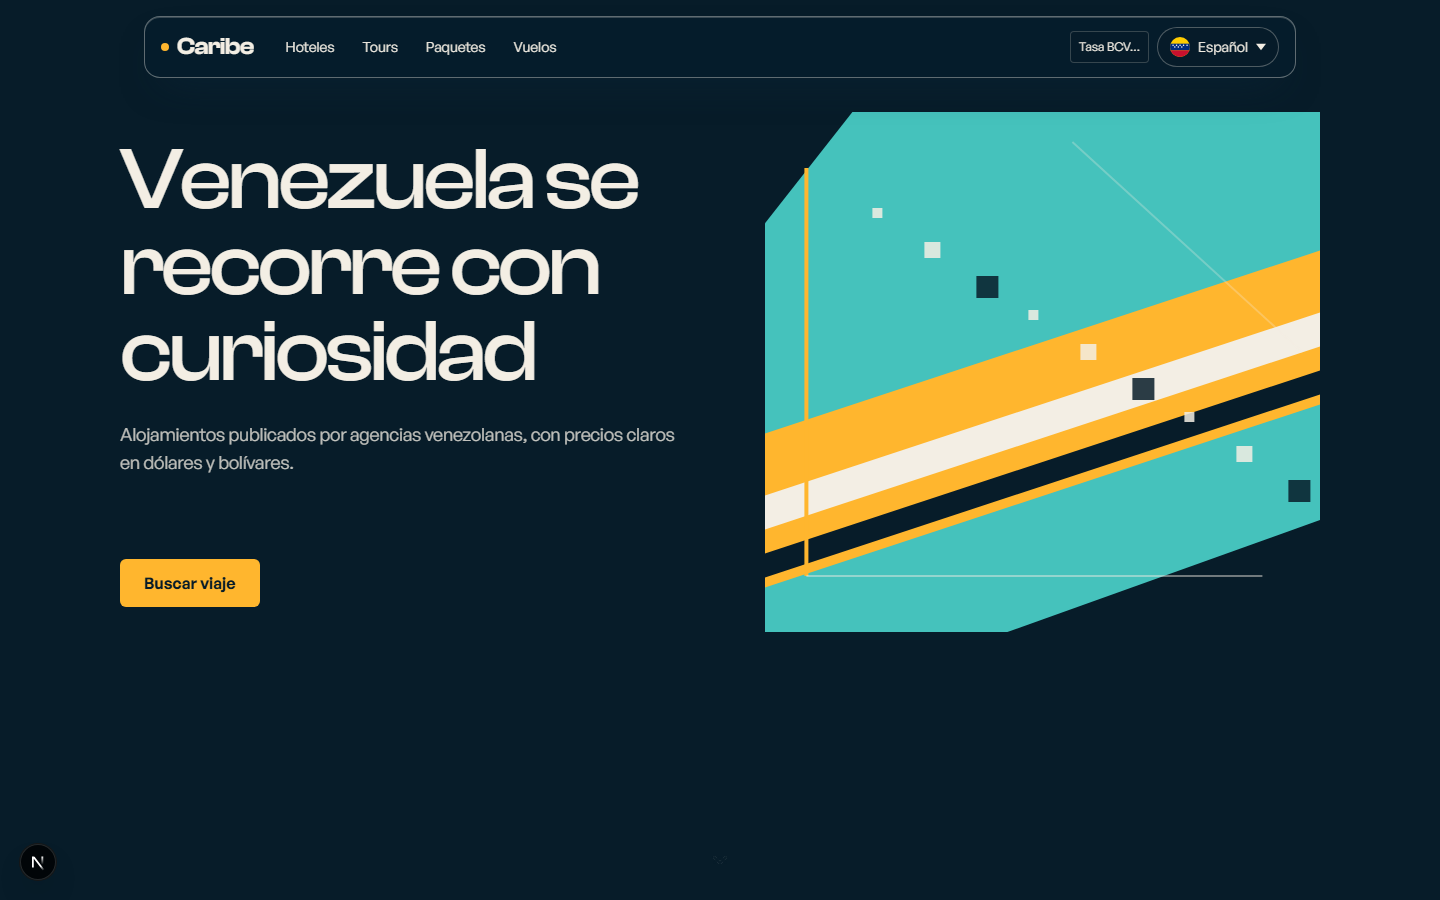 Caribe
Hoteles
Tours
Paquetes
Vuelos
Tasa BCV...
Español
Venezuela se
recorre con
curiosidad
Alojamientos publicados por agencias venezolanas, con precios claros
en dólares y bolívares.
Buscar viaje
N